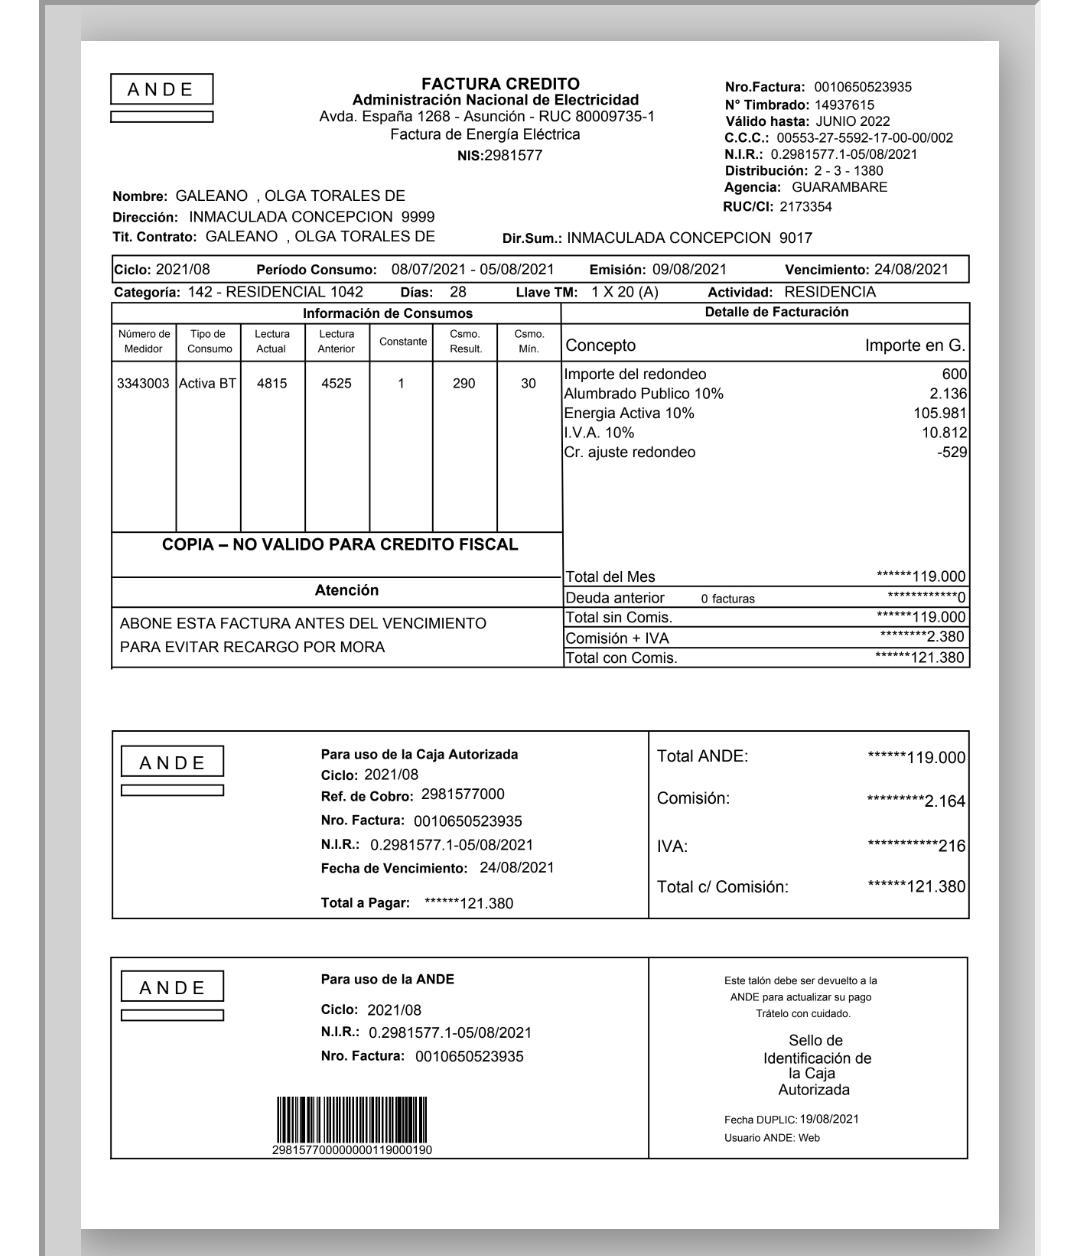 ANDE
FACTURA CREDITO
Administración Nacional de Electricidad
Avda. España 1268 - Asunción - RUC 80009735-1
Factura de Energía Eléctrica
NIS:2981577
Nro.Factura: 0010650523935
N° Timbrado: 14937615
Válido hasta: JUNIO 2022
C.C.C.: 00553-27-5592-17-00-00/002
N.I.R.: 0.2981577.1-05/08/2021
Distribución: 2 - 3 - 1380
Agencia: GUARAMBARE
RUC/CI: 2173354
Nombre: GALEANO , OLGA TORALES DE
Dirección: INMACULADA CONCEPCION 9999
Tit. Contrato: GALEANO , OLGA TORALES DE
Dir.Sum.: INMACULADA CONCEPCION 9017
Ciclo: 2021/08 Período Consumo: 08/07/2021 - 05/08/2021 Emisión: 09/08/2021 Vencimiento: 24/08/2021
Categoría: 142 - RESIDENCIAL 1042 Días: 28 Llave TM: 1 X 20 (A) Actividad: RESIDENCIA
Información de Consumos
Número de Medidor Tipo de Consumo Lectura Actual Lectura Anterior Constante Csmo. Result. Csmo. Mín.
3343003 Activa BT 4815 4525 1 290 30
COPIA – NO VALIDO PARA CREDITO FISCAL
Atención
ABONE ESTA FACTURA ANTES DEL VENCIMIENTO
PARA EVITAR RECARGO POR MORA
Detalle de Facturación
Concepto Importe en G.
Importe del redondeo 600
Alumbrado Publico 10% 2.136
Energia Activa 10% 105.981
I.V.A. 10% 10.812
Cr. ajuste redondeo -529
Total del Mes ******119.000
Deuda anterior 0 facturas ************0
Total sin Comis. ******119.000
Comisión + IVA ********2.380
Total con Comis. ******121.380
ANDE
Para uso de la Caja Autorizada
Ciclo: 2021/08
Ref. de Cobro: 2981577000
Nro. Factura: 0010650523935
N.I.R.: 0.2981577.1-05/08/2021
Fecha de Vencimiento: 24/08/2021
Total a Pagar: ******121.380
Total ANDE: ******119.000
Comisión: *********2.164
IVA: ***********216
Total c/ Comisión: ******121.380
ANDE
Para uso de la ANDE
Ciclo: 2021/08
N.I.R.: 0.2981577.1-05/08/2021
Nro. Factura: 0010650523935
298157700000000119000190
Este talón debe ser devuelto a la
ANDE para actualizar su pago
Trátelo con cuidado.
Sello de
Identificación de
la Caja
Autorizada
Fecha DUPLIC: 19/08/2021
Usuario ANDE: Web